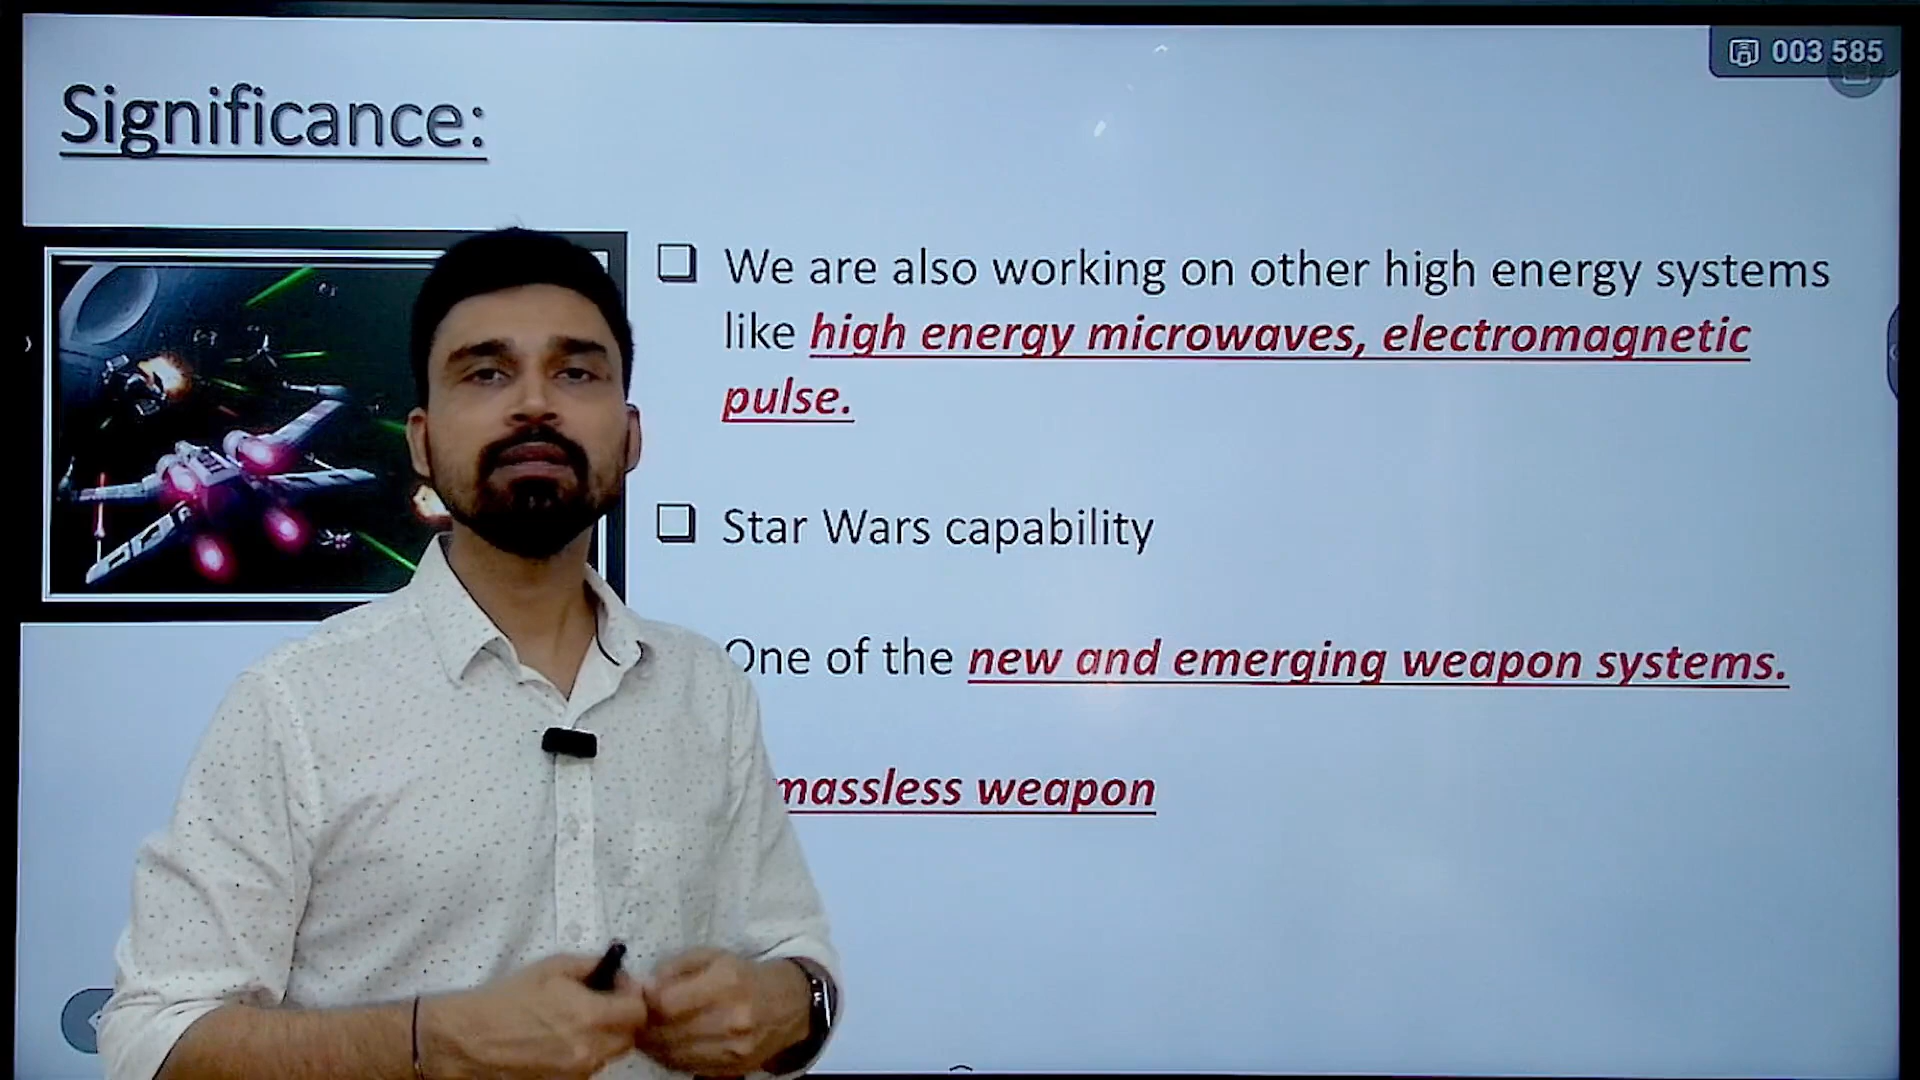 003 585
Significance:
We are also working on other high energy systems
like high energy microwaves, electromagnetic
pulse.
Star Wars capability
One of the new and emerging weapon systems.
massless weapon